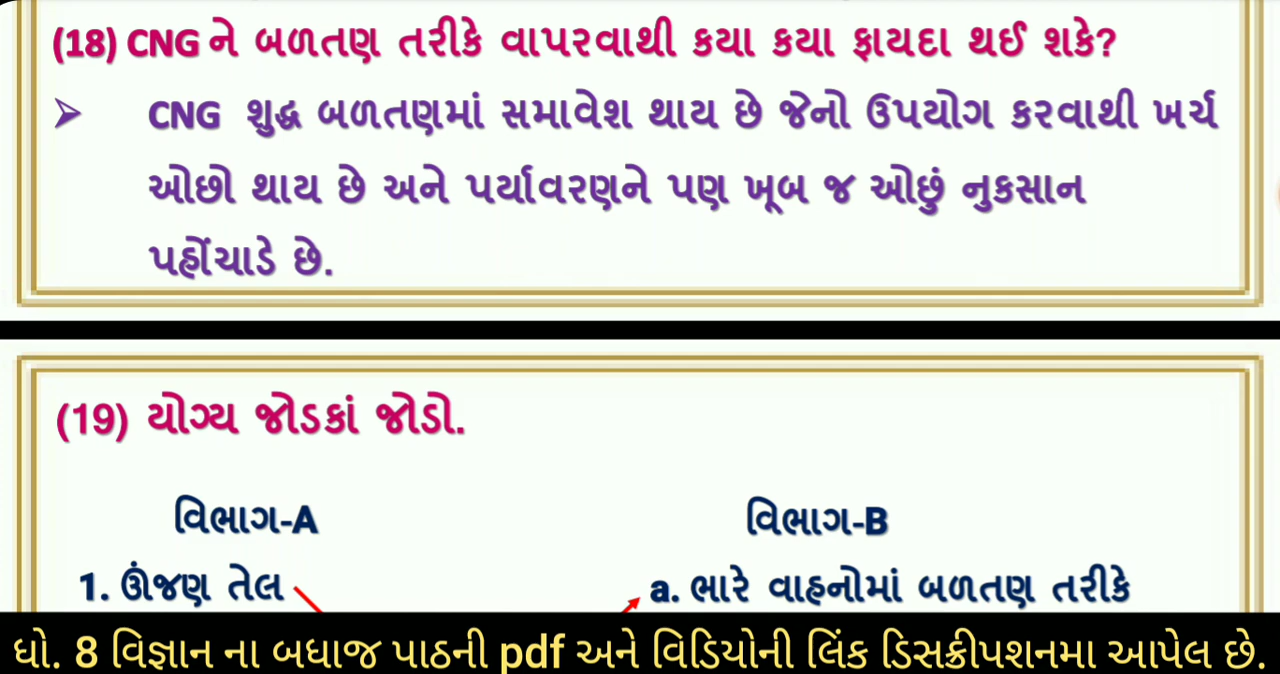 (18) CNG ને બળતણ તરીકે વાપરવાથી કયા કયા ફાયદા થઈ શકે?
➢ CNG શુદ્ધ બળતણમાં સમાવેશ થાય છે જેનો ઉપયોગ કરવાથી ખર્ચ
ઓછો થાય છે અને પર્યાવરણને પણ ખૂબ જ ઓછું નુકસાન
પહોંચાડે છે.
(19) યોગ્ય જોડકાં જોડો.
વિભાગ-A વિભાગ-B
1. ઊંજણ તેલ a. ભારે વાહનોમાં બળતણ તરીકે
ધો. 8 વિજ્ઞાન ના બધાજ પાઠની pdf અને વિડિયોની લિંક ડિસક્રીપશનમા આપેલ છે.